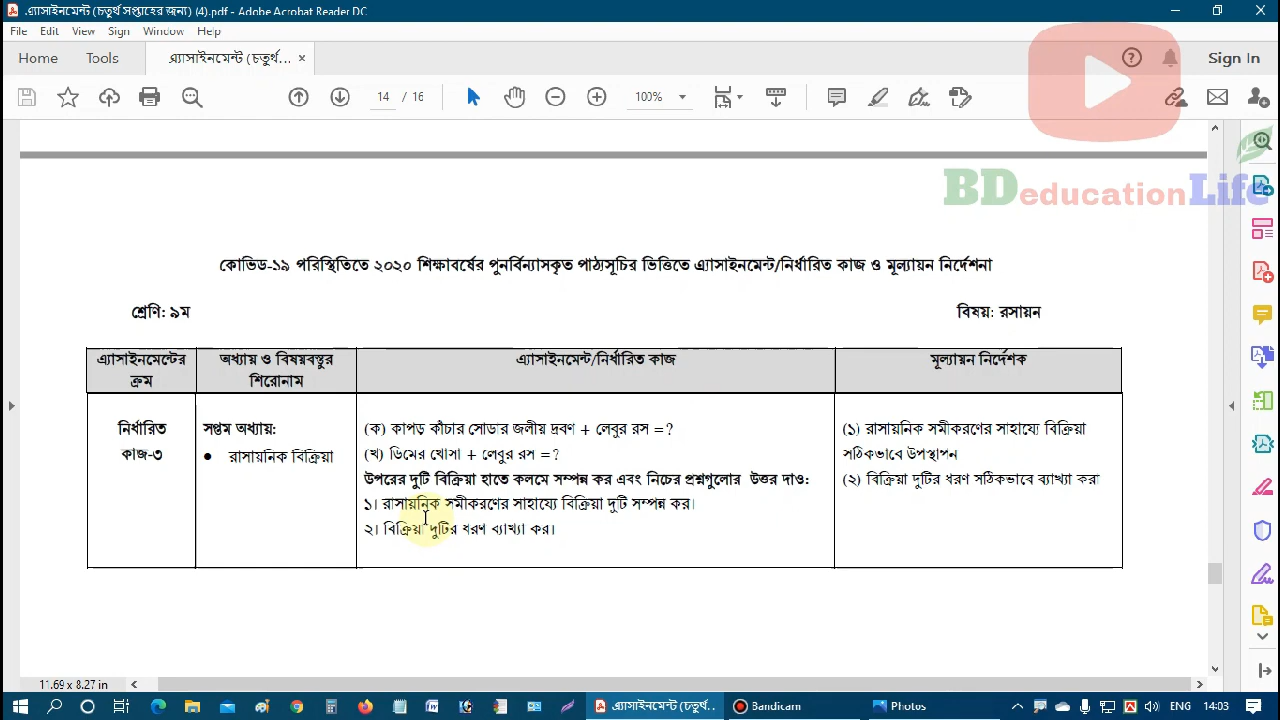 এ্যাসাইনমেন্ট (চতুর্থ সপ্তাহের জন্য) (4).pdf - Adobe Acrobat Reader DC
File Edit View Sign Window Help
Home Tools এ্যাসাইনমেন্ট (চতুর্থ... × Sign In
14 / 16 100%
BDeducationLife
কোভিড-১৯ পরিস্থিতিতে ২০২০ শিক্ষাবর্ষের পুনর্বিন্যাসকৃত পাঠ্যসূচির ভিত্তিতে এ্যাসাইনমেন্ট/নির্ধারিত কাজ ও মূল্যায়ন নির্দেশনা
শ্রেণি: ৯ম বিষয়: রসায়ন
এ্যাসাইনমেন্টের ক্রম
অধ্যায় ও বিষয়বস্তুর শিরোনাম
এ্যাসাইনমেন্ট/নির্ধারিত কাজ
মূল্যায়ন নির্দেশক
নির্ধারিত
কাজ-৩
সপ্তম অধ্যায়:
• রাসায়নিক বিক্রিয়া
(ক) কাপড় কাঁচার সোডার জলীয় দ্রবণ + লেবুর রস =?
(খ) ডিমের খোসা + লেবুর রস =?
উপরের দুটি বিক্রিয়া হাতে কলমে সম্পন্ন কর এবং নিচের প্রশ্নগুলোর উত্তর দাও:
১। রাসায়নিক সমীকরণের সাহায্যে বিক্রিয়া দুটি সম্পন্ন কর।
২। বিক্রিয়া দুটির ধরণ ব্যাখ্যা কর।
(১) রাসায়নিক সমীকরণের সাহায্যে বিক্রিয়া
সঠিকভাবে উপস্থাপন
(২) বিক্রিয়া দুটির ধরণ সঠিকভাবে ব্যাখ্যা করা
11.69 x 8.27 in
এ্যাসাইনমেন্ট (চতুর্থ.. Bandicam Photos ENG 14:03